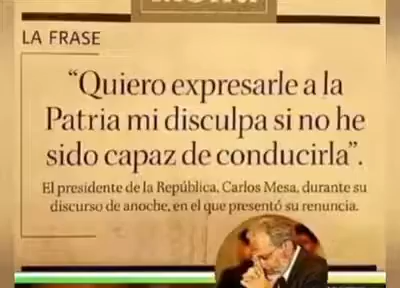 LA FRASE
“Quiero expresarle a la
Patria mi disculpa si no he
sido capaz de conducirla”.
El presidente de la República, Carlos Mesa, durante su
discurso de anoche, en el que presentó su renuncia.